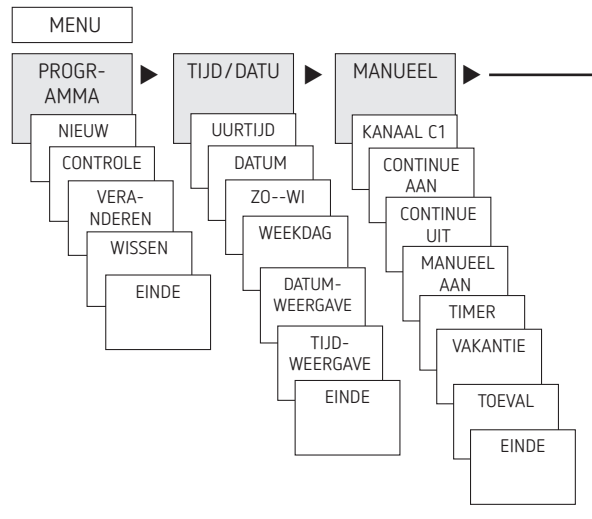 MENU
PROGR-
AMMA
NIEUW
CONTROLE
VERA-
NDEREN
WISSEN
EINDE
TIJD/DATU
UURTIJD
DATUM
ZO--WI
WEEKDAG
DATUM-
WEERGAVE
TIJD-
WEERGAVE
EINDE
MANUEEL
KANAAL C1
CONTINUE
AAN
CONTINUE
UIT
MANUEEL
AAN
TIMER
VAKANTIE
TOEVAL
EINDE